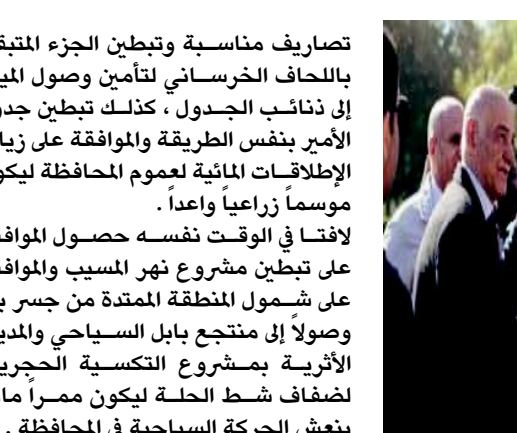 تصاريف مناسبة وتبطين الجزء
باللحاف الخرساني لتأمين وصول
إلى ذنائب الجدول ، كذلك تبطين
الأمير بنفس الطريقة والموافقة على
الإطلاقات المائية لعموم المحافظة
موسماً زراعياً واعداً .
لافتا في الوقت نفسه حصول
على تبطين مشروع نهر المسيب
على شمول المنطقة الممتدة من جسر
وصولاً إلى منتجع بابل السياحي
الأثرية بمشروع التكسية
لضفاف شط الحلة ليكون ممراً
ينعش الحركة السياحية في المحافظة .